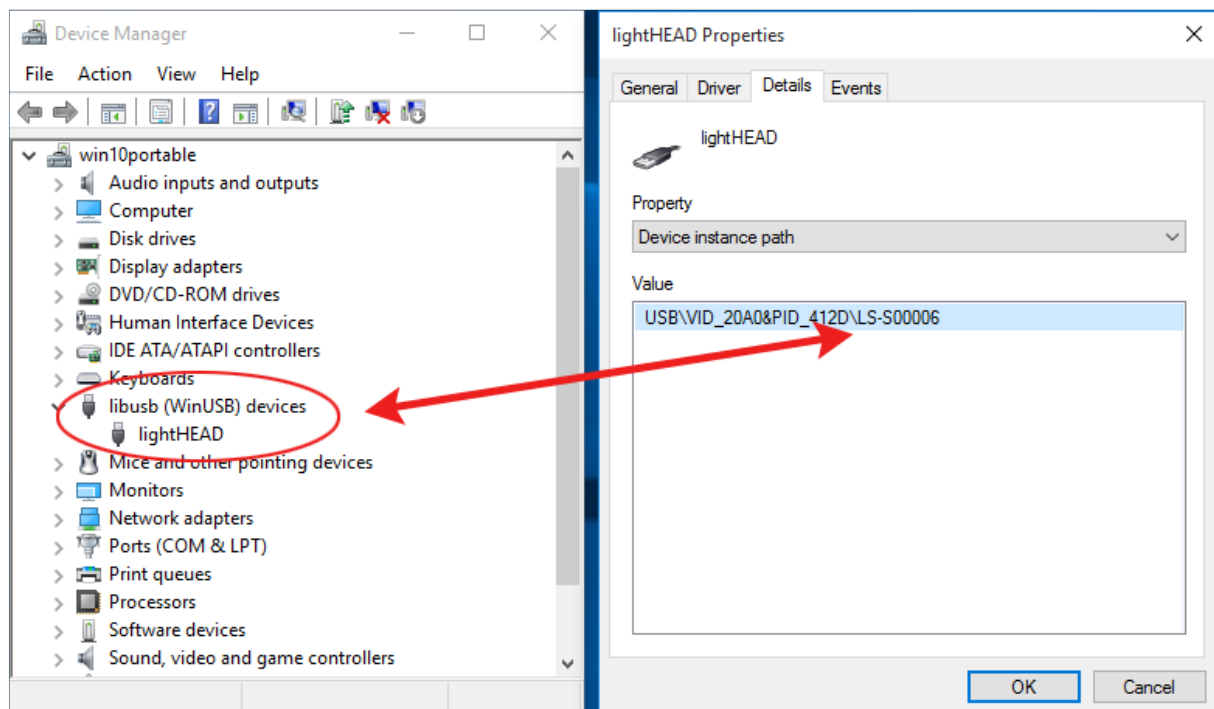 Device Manager
File Action View Help
win10portable
Audio inputs and outputs
Computer
Disk drives
Display adapters
DVD/CD-ROM drives
Human Interface Devices
IDE ATA/ATAPI controllers
Keyboards
libusb (WinUSB) devices
lightHEAD
Mice and other pointing devices
Monitors
Network adapters
Ports (COM & LPT)
Print queues
Processors
Software devices
Sound, video and game controllers
lightHEAD Properties
General Driver Details Events
lightHEAD
Property
Device instance path
Value
USB\VID_20A0&PID_412D\LS-S00006
OK Cancel